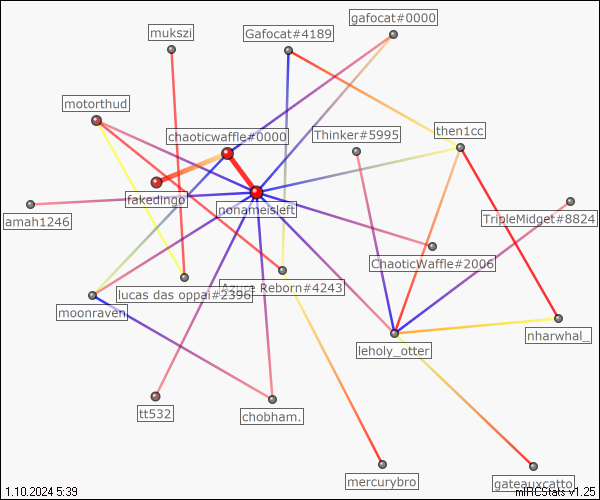 gafocat#0000
mukszi
Gafocat#4189
motorthud
chaoticwaffle#0000
Thinker#5995
then1cc
fakedingo
nonameisleft
amah1246
TripleMidget#8824
ChaoticWaffle#2006
lucas das oppai#2396
Azura Reborn#4243
moonraven
leholy_otter
nharwhal_
tt532
chobham.
mercurybro
gateauxcatto
1.10.2024 5:39
mIRCStats v1.25